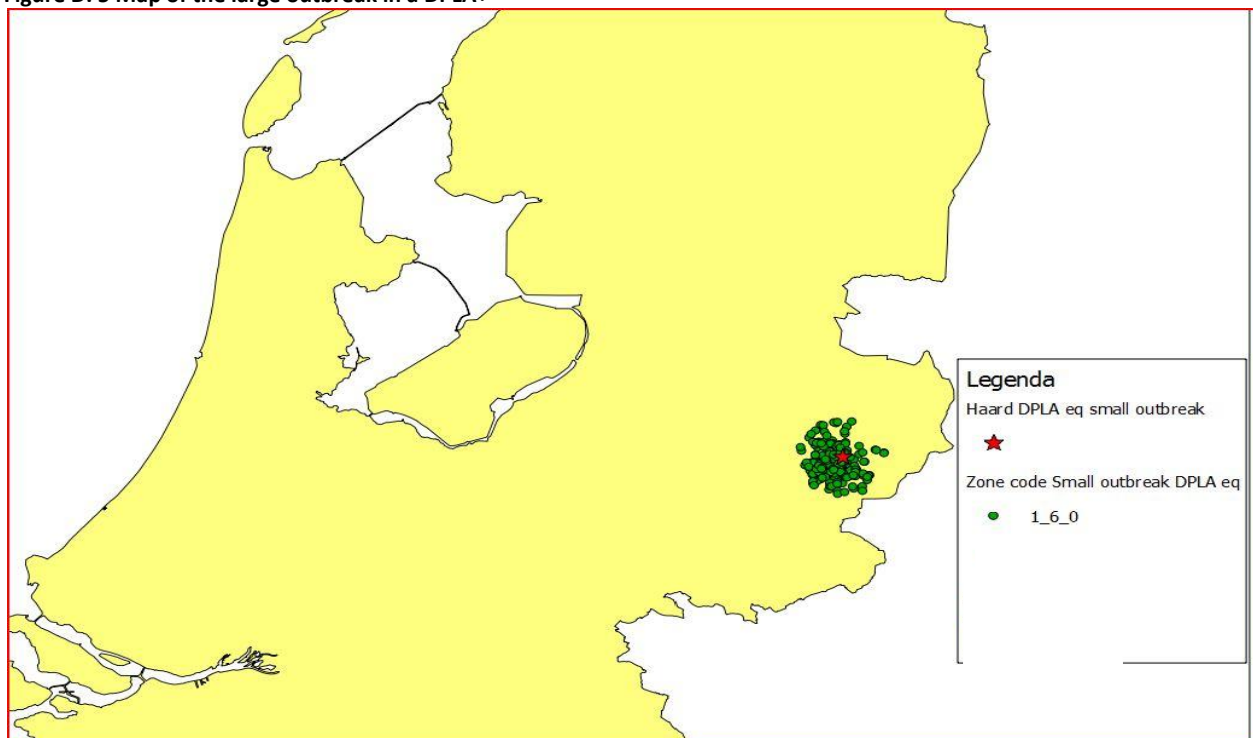 Figure D. 5 Map of the large outbreak in a DPLA+
Legenda
Haard DPLA eq small outbreak
Zone code Small outbreak DPLA eq
1_6_0